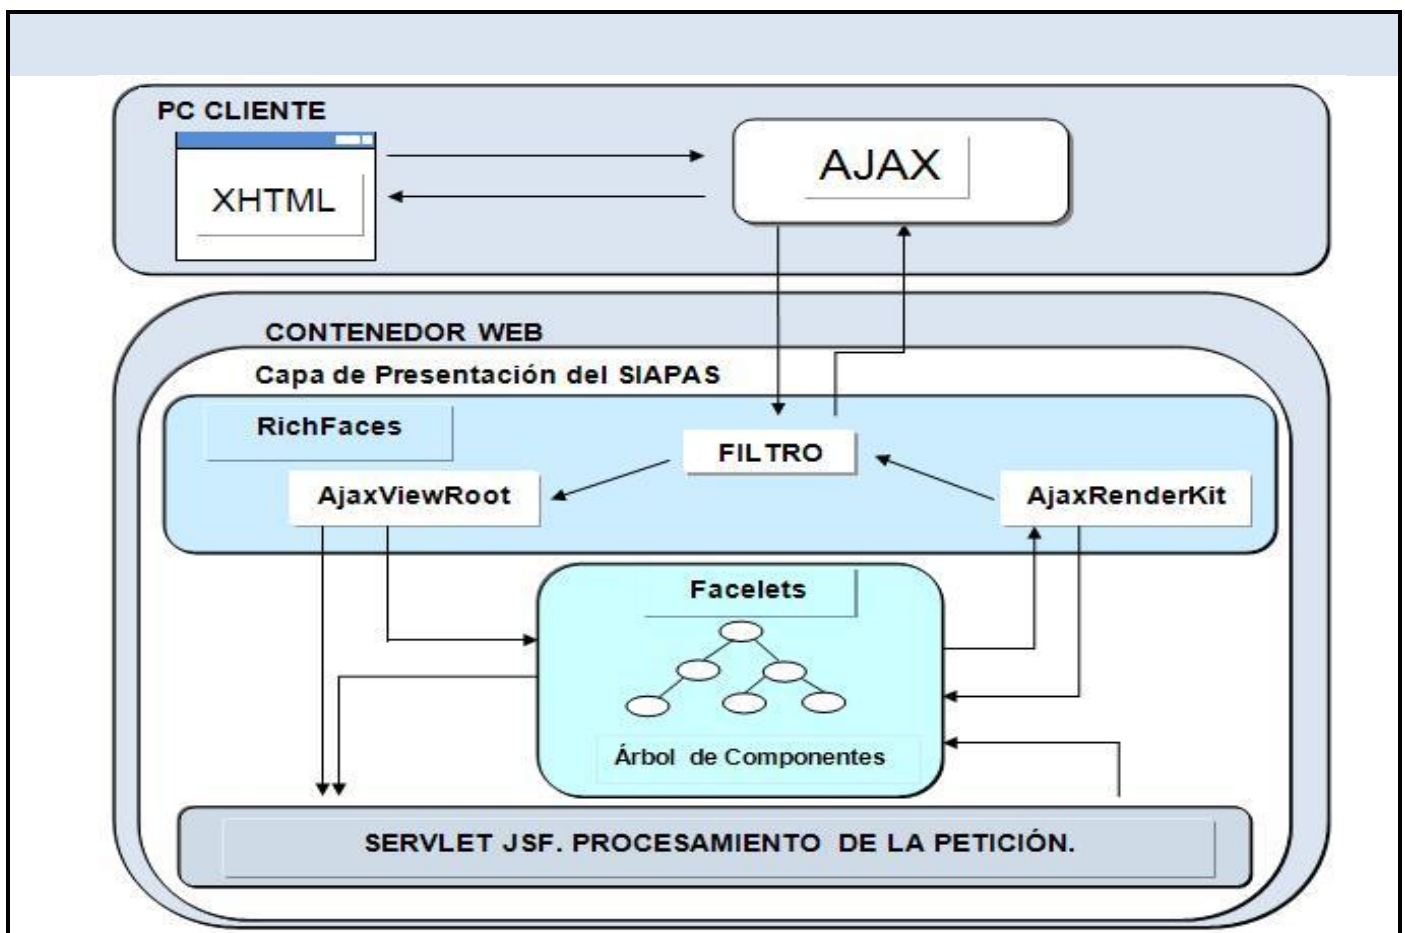 PC CLIENTE
XHTML
AJAX
CONTENEDOR WEB
Capa de Presentación del SIAPAS
RichFaces
FILTRO
AjaxViewRoot
AjaxRenderKit
Facelets
Árbol de Componentes
SERVLET JSF. PROCESAMIENTO DE LA PETICIÓN.